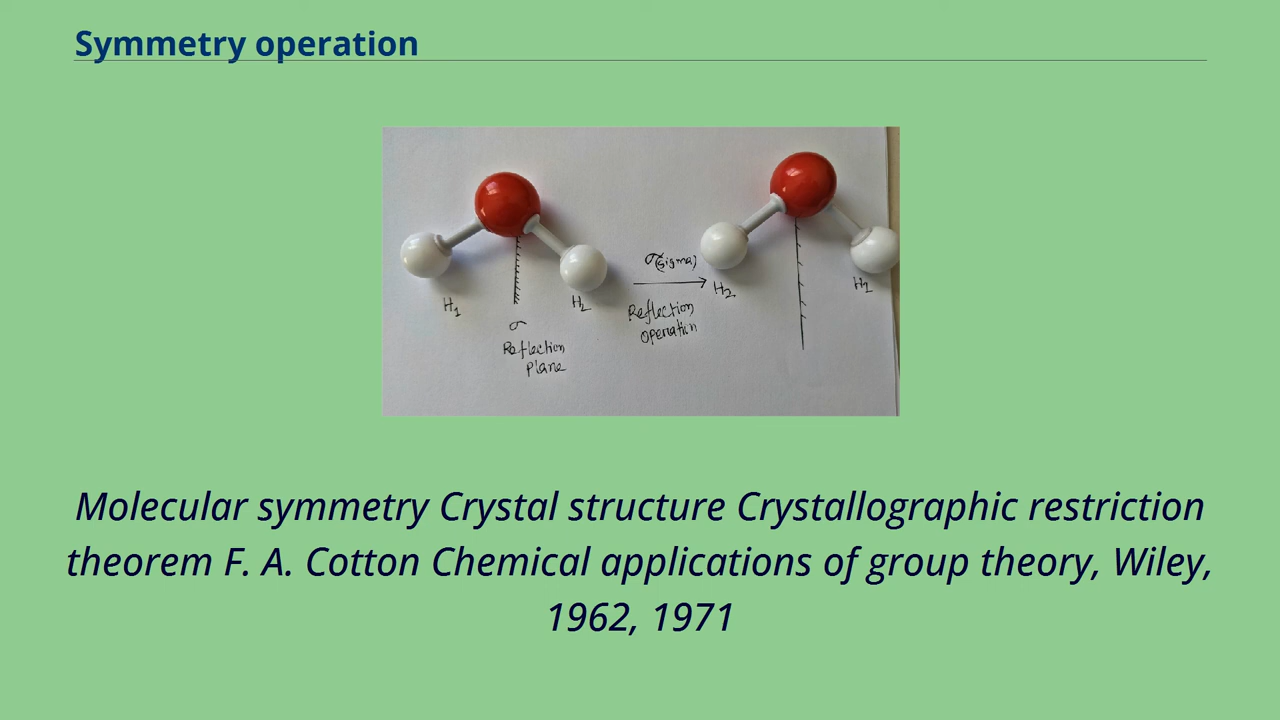 Symmetry operation
σ(sigma)
H1
H2
H2
H1
Reflection
operation
σ
Reflection
plane
Molecular symmetry Crystal structure Crystallographic restriction
theorem F. A. Cotton Chemical applications of group theory, Wiley,
1962, 1971